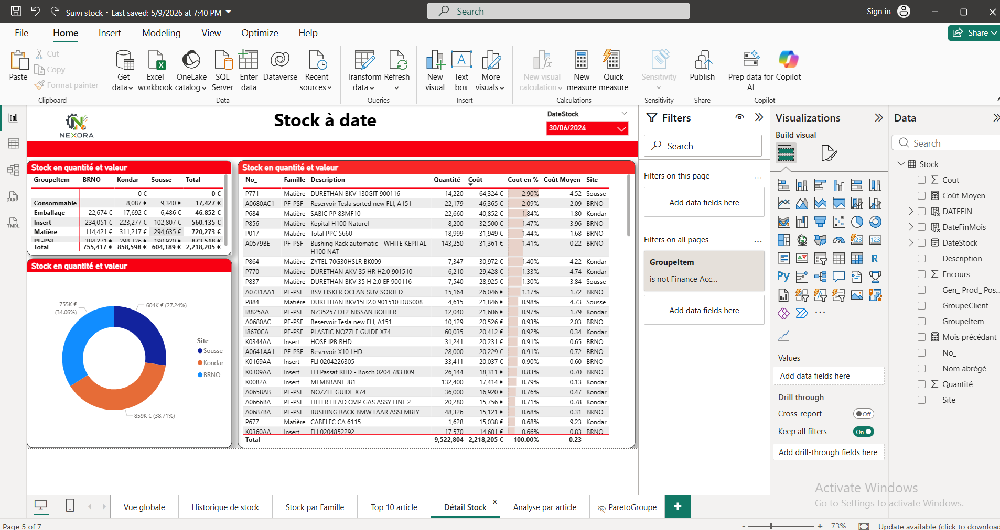 Suivi stock • Last saved: 5/9/2026 at 7:40 PM
Search
Sign in
File Home Insert Modeling View Optimize Help
Share
Paste
Cut
Copy
Format painter
Clipboard
Get data
Excel workbook
OneLake catalog
SQL Server
Enter data
Dataverse
Recent sources
Data
Transform data
Refresh
Queries
New visual
Text box
More visuals
Insert
New visual calculation
New measure
Quick measure
Calculations
Sensitivity
Sensitivity
Publish
Share
Prep data for AI
Copilot
Copilot
NEXORA
Stock à date
DateStock
30/06/2024
Stock en quantité et valeur
GroupeItem BRNO Kondar Sousse Total
0 € 0 €
Consommable 8,087 € 9,340 € 17,427 €
Emballage 22,674 € 17,692 € 6,486 € 46,852 €
Insert 234,051 € 223,277 € 102,807 € 560,135 €
Matière 114,421 € 311,217 € 294,635 € 720,273 €
PF-PSF 384,271 € 298,326 € 190,920 € 873,518 €
Total 755,417 € 858,598 € 604,189 € 2,218,205 €
Stock en quantité et valeur
755K € (34.06%)
604K € (27.24%)
859K € (38.71%)
Site
Sousse
Kondar
BRNO
Stock en quantité et valeur
No_ Famille Description Quantité Coût Cout en % Coût Moyen Site
P771 Matière DURETHAN BKV 130GIT 900116 14,220 64,324 € 2.90% 4.52 Sousse
A0680AC1 PF-PSF Reservoir Tesla sorted new FLI, A151 22,179 46,365 € 2.09% 2.09 BRNO
P684 Matière SABIC PP 83MF10 22,660 40,852 € 1.84% 1.80 Kondar
P856 Matière Kepital H100 Naturel 8,200 32,500 € 1.47% 3.96 BRNO
P017 Matière Total PPC 5660 18,999 31,949 € 1.44% 1.68 BRNO
A0579BE PF-PSF Bushing Rack automatic - WHITE KEPITAL H100 NAT 143,250 31,361 € 1.41% 0.22 BRNO
P864 Matière ZYTEL 70G30HSLR BK099 7,347 30,972 € 1.40% 4.22 Kondar
P770 Matière DURETHAN AKV 35 HR H2.0 901510 6,210 29,428 € 1.33% 4.74 Kondar
P837 Matière DURETHAN BKV 35 H 2.0 EF 900116 7,540 28,925 € 1.30% 3.84 Sousse
A0731AA1 PF-PSF RSV FISKER OCEAN SUV SORTED 15,164 26,046 € 1.17% 1.72 BRNO
P884 Matière DURETHAN BKV15H2.0 901510 DUS008 4,615 21,846 € 0.98% 4.73 Sousse
I8825AA PF-PSF NZ35257 DT2 NISSAN BOITIER 12,040 21,606 € 0.97% 1.79 Kondar
A0680AC PF-PSF Reservoir Tesla new FLI, A151 10,129 20,526 € 0.93% 2.03 BRNO
I8670CA PF-PSF PLASTIC NOZZLE GUIDE X74 60,035 20,412 € 0.92% 0.34 Kondar
K0344AA Insert HOSE IPB RHD 31,241 20,231 € 0.91% 0.65 BRNO
A0641AA1 PF-PSF Reservoir X10 LHD 28,000 20,229 € 0.91% 0.72 BRNO
K0169AA Insert FLI 0204226305 33,411 20,037 € 0.90% 0.60 BRNO
K0309AA Insert FLI Passat RHD - Bosch 0204 783 009 26,144 18,311 € 0.83% 0.70 BRNO
K0082A Insert MEMBRANE J81 132,400 17,414 € 0.79% 0.13 Kondar
A0658AB PF-PSF NOZZLE GUIDE X74 36,000 16,920 € 0.76% 0.47 Kondar
A0666BA PF-PSF FILLER HEAD CMP GAS ASSY LINE 2 20,280 15,756 € 0.71% 0.78 Kondar
A0687BA PF-PSF BUSHING RACK BMW FAAR ASSEMBLY 48,326 15,121 € 0.68% 0.31 BRNO
P677 Matière CABELEC CA 6115 1,628 15,038 € 0.68% 9.23 Kondar
K0360AA Insert FLI 0204852292 17,570 14,601 € 0.66% 0.83 BRNO
Total 9,522,804 2,218,205 € 100.00% 0.23
Filters
Search
Filters on this page ...
Add data fields here
Filters on all pages ...
GroupeItem
is not Finance Acc...
Add data fields here
Visualizations
Build visual
Values
Add data fields here
Drill through
Cross-report Off
Keep all filters On
Add drill-through fields here
Data
Search
Stock
Cout
Coût Moyen
DATEFIN
DateFinMois
DateStock
Description
Encours
Gen_ Prod_ Pos...
GroupeClient
GroupeItem
Mois précédant
No_
Nom abrégé
Quantité
Site
Activate Windows
Go to Settings to activate Windows.
Vue globale Historique de stock Stock par Famille Top 10 article Détail Stock x Analyse par article ParetoGroupe +
Page 5 of 7
- + 73%
Update available (click to download